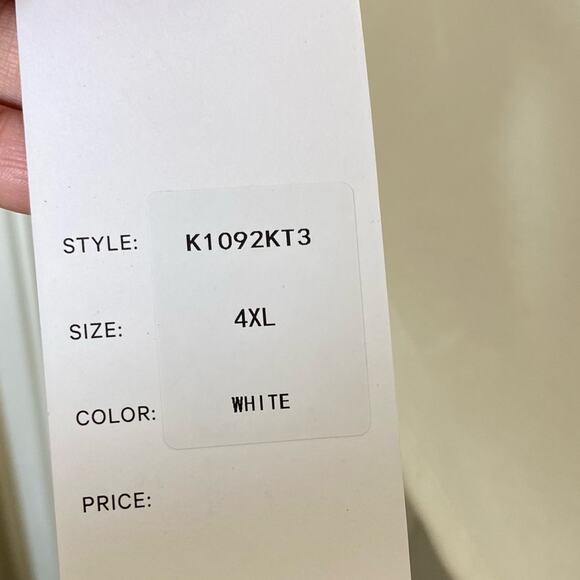 STYLE: K1092KT3
SIZE: 4XL
COLOR: WHITE
PRICE: